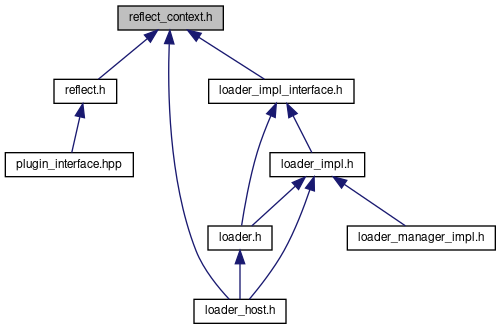 reflect_context.h
reflect.h
loader_impl_interface.h
plugin_interface.hpp
loader_impl.h
loader.h
loader_manager_impl.h
loader_host.h